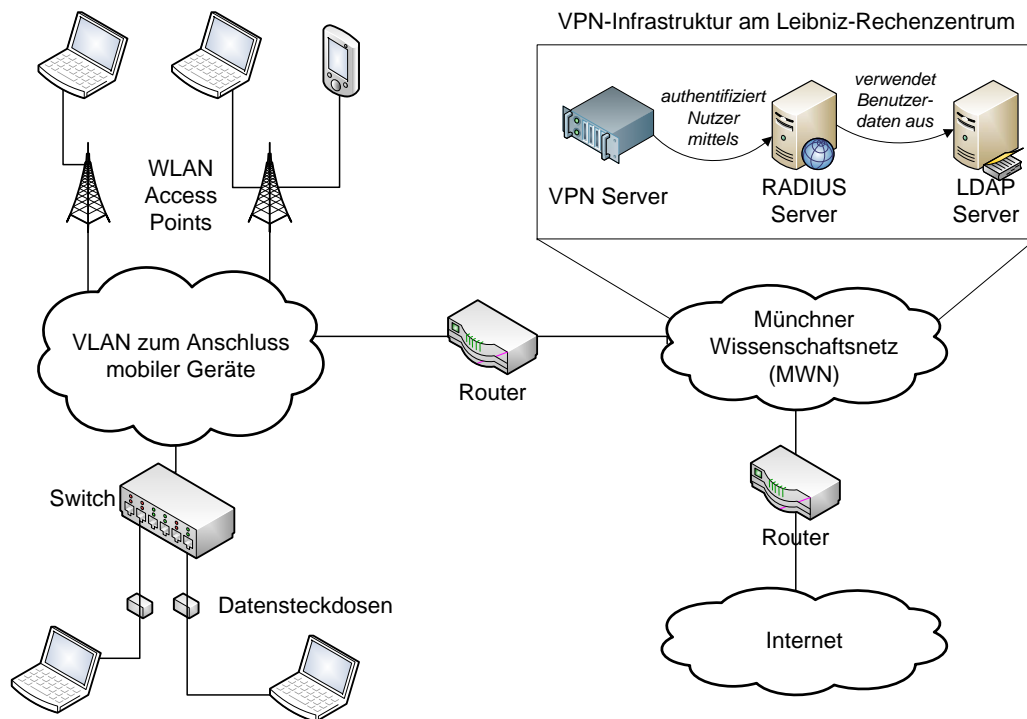 VPN-Infrastruktur am Leibniz-Rechenzentrum
authentifiziert
Nutzer
mittels
verwendet
Benutzer-
daten aus
VPN Server
RADIUS
Server
LDAP
Server
WLAN
Access
Points
VLAN zum Anschluss
mobiler Geräte
Router
Münchner
Wissenschaftsnetz
(MWN)
Switch
Router
Datensteckdosen
Internet